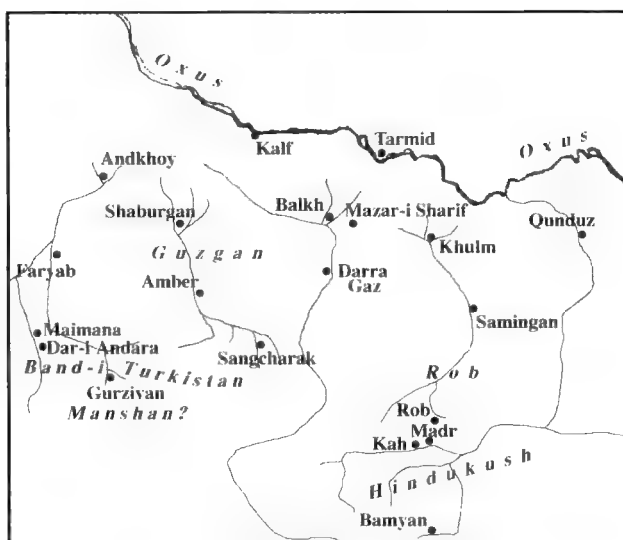 Oxus
Kalf
Tarmid
Oxus
Andkhoy
Shaburgan
Balkh
Mazar-i Sharif
Qunduz
Guzgan
Khulm
Faryab
Amber
Darra
Gaz
Samingan
Maimana
Dar-i Andara
Sangcharak
Band-i Turkistan
Rob
Gurzivan
Manshan?
Rob
Kah
Madr
Hindukush
Bamyan